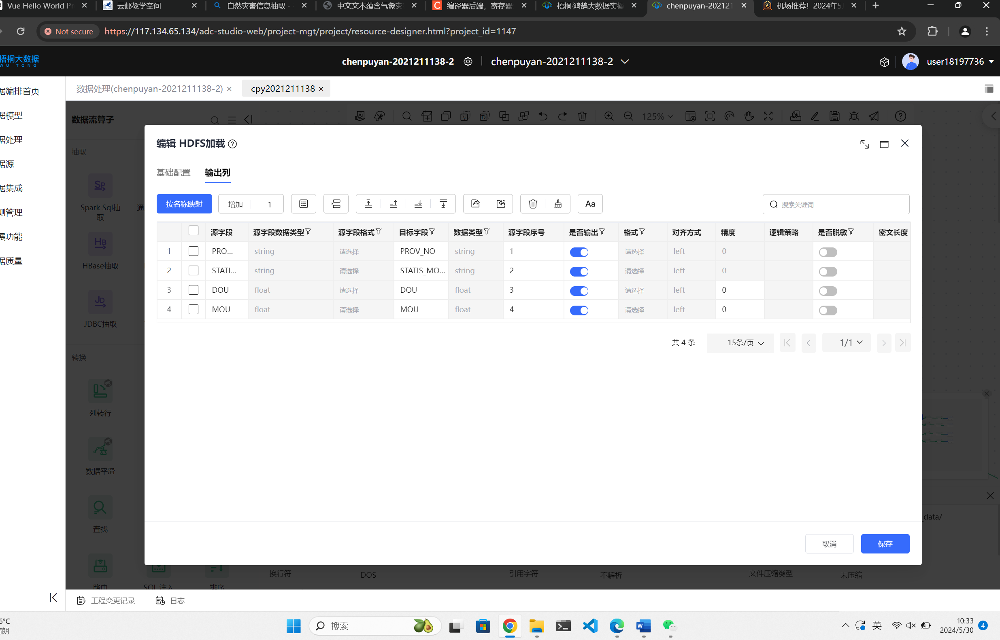 Vue Hello World Pr
云邮教学空间
自然灾害信息抽取 -
中文文本蕴含气象灾
编译器后端，寄存器
梧桐·鸿鹄大数据实操
chenpuyan-202121
机场推荐！2024年5
Not secure
https://117.134.65.134/adc-studio-web/project-mgt/project/resource-designer.html?project_id=1147
梧桐大数据
WU TONG
chenpuyan-2021211138-2
chenpuyan-2021211138-2
user18197736
据编排首页
据模型
据处理
据源
据集成
测管理
展功能
据质量
数据处理(chenpuyan-2021211138-2)
cpy2021211138
数据流算子
125%
抽取
Spark Sql抽取
通
HBase抽取
JDBC抽取
转换
列转行
数据平滑
查找
路由
SQL 注入
排序
编辑 HDFS加载
基础配置
输出列
按名称映射
增加 1
Aa
搜索关键词
源字段 源字段数据类型 源字段格式 目标字段 数据类型 源字段序号 是否输出 格式 对齐方式 精度 逻辑策略 是否脱敏 密文长度
1 PRO... string 请选择 PROV_NO string 1 请选择 left 0
2 STATI... string 请选择 STATIS_MO... string 2 请选择 left 0
3 DOU float 请选择 DOU float 3 请选择 left 0
4 MOU float 请选择 MOU float 4 请选择 left 0
共 4 条
15条/页
1/1
_data/
取消
保存
换行符
DOS
引用字符
不解析
文件压缩类型
未压缩
工程变更记录
日志
6°C
晴朗
搜索
英
10:33
2024/5/30
4